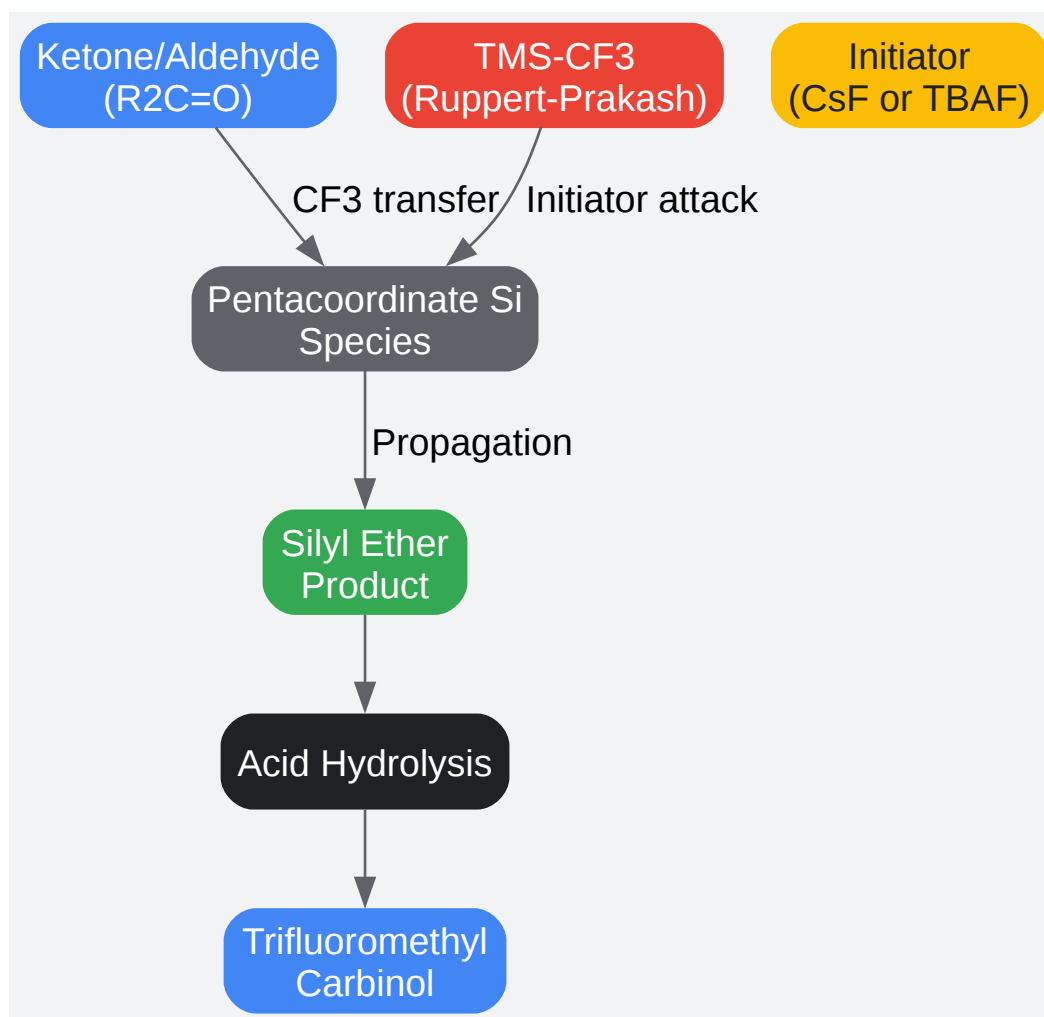 Ketone/Aldehyde
(R2C=O)
TMS-CF3
(Ruppert-Prakash)
Initiator
(CsF or TBAF)
CF3 transfer
Initiator attack
Pentacoordinate Si
Species
Propagation
Silyl Ether
Product
Acid Hydrolysis
Trifluoromethyl
Carbinol